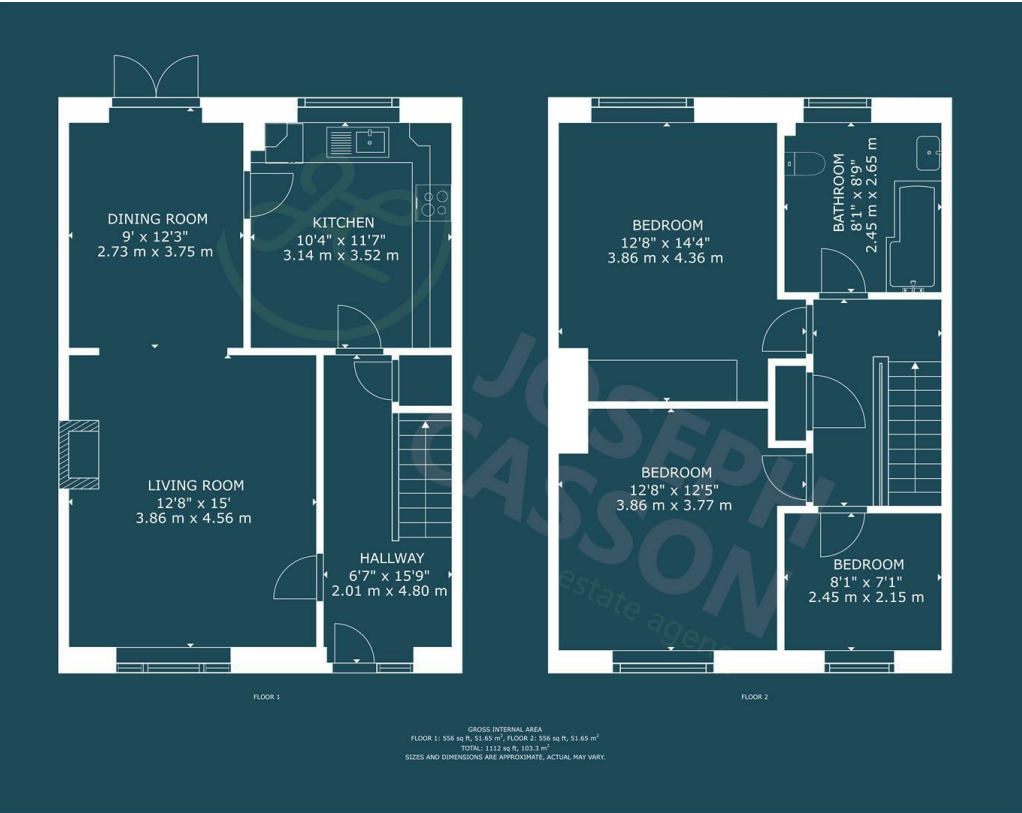 DINING ROOM
9' x 12'3"
2.73 m x 3.75 m
KITCHEN
10'4" x 11'7"
3.14 m x 3.52 m
LIVING ROOM
12'8" x 15'
3.86 m x 4.56 m
HALLWAY
6'7" x 15'9"
2.01 m x 4.80 m
FLOOR 1
BEDROOM
12'8" x 14'4"
3.86 m x 4.36 m
BATHROOM
8'1" x 8'9"
2.45 m x 2.65 m
BEDROOM
12'8" x 12'5"
3.86 m x 3.77 m
BEDROOM
8'1" x 7'1"
2.45 m x 2.15 m
FLOOR 2
JOSEPH
CASSON
estate agency
GROSS INTERNAL AREA
FLOOR 1: 556 sq ft, 51.65 m², FLOOR 2: 556 sq ft, 51.65 m²
TOTAL: 1112 sq ft, 103.3 m²
SIZES AND DIMENSIONS ARE APPROXIMATE, ACTUAL MAY VARY.